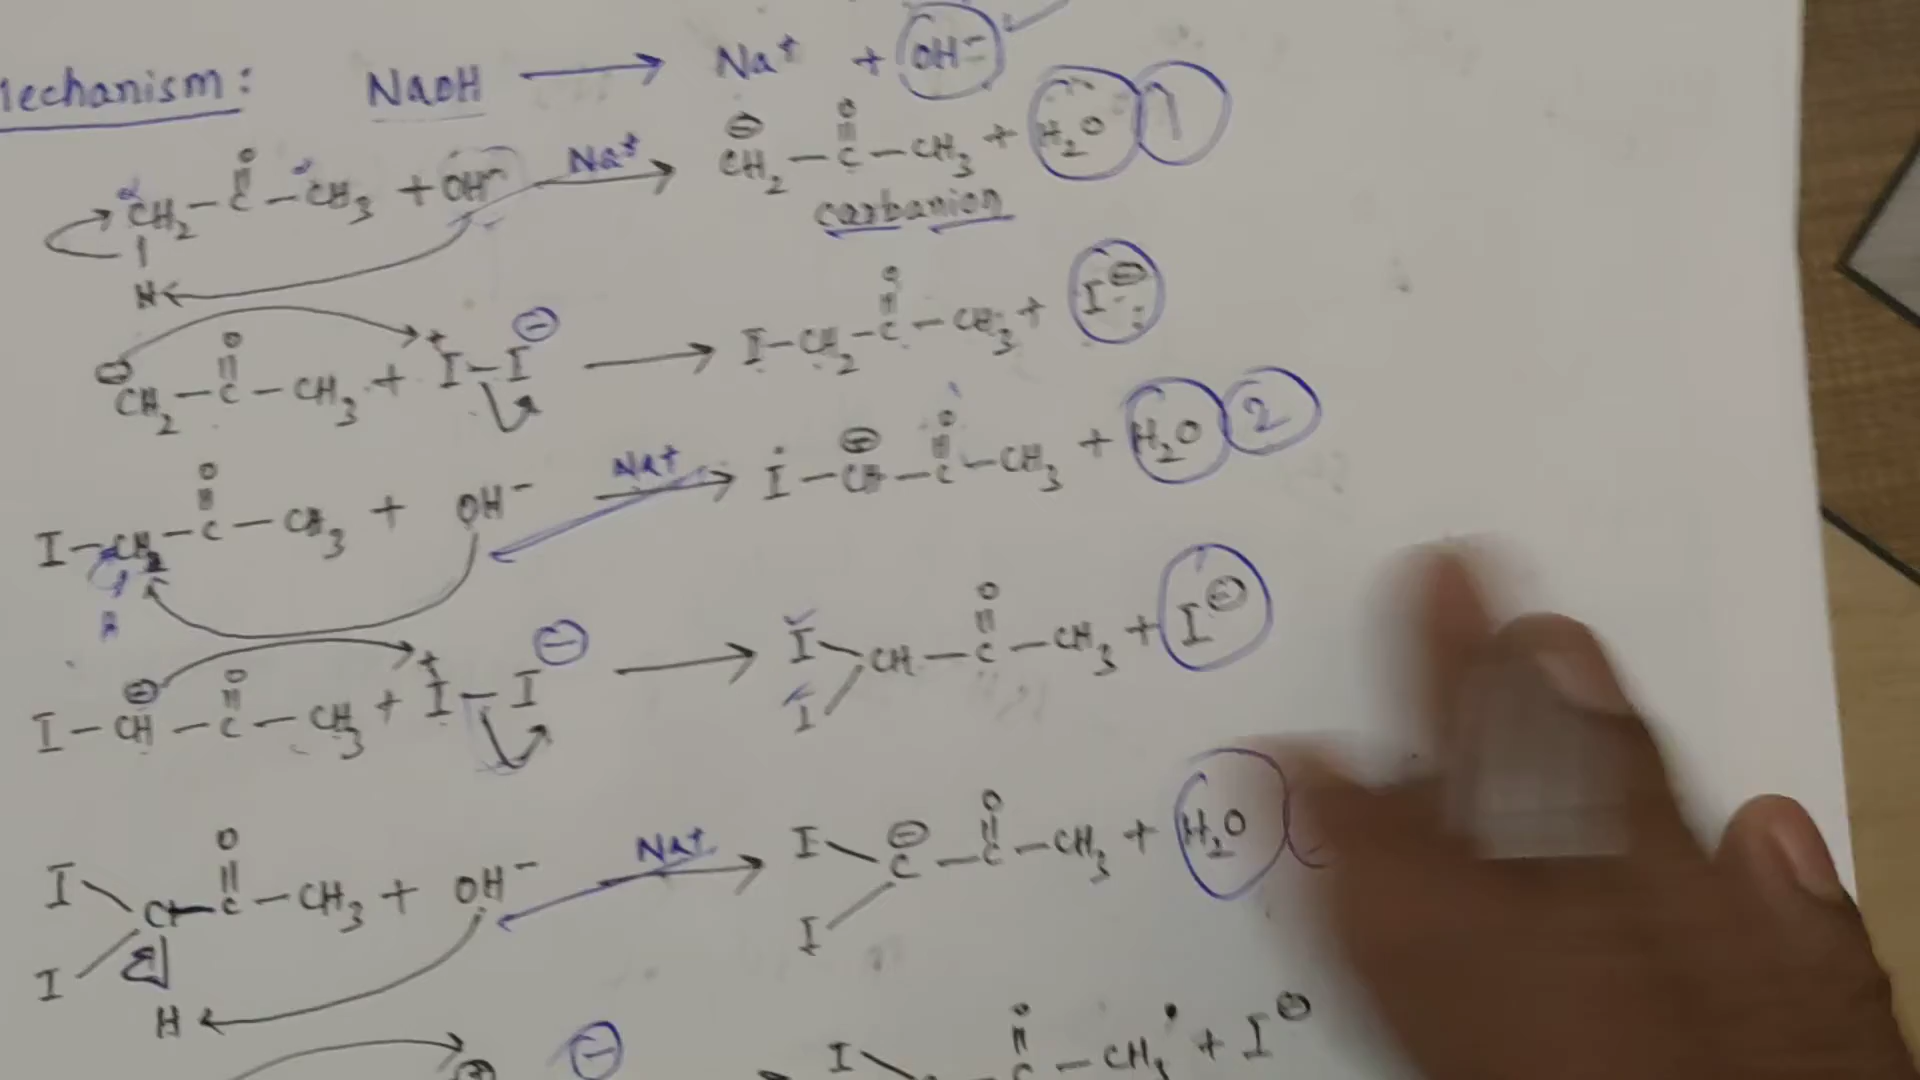 Mechanism: NaOH → Na⁺ + OH⁻
O O
α CH₂–C–CH₃ α + OH⁻ Na⁺ → ⊖CH₂–C–CH₃ + H₂O 1
H carbanion
O O
⊖CH₂–C–CH₃ + ⁺I–I ⊖ → I–CH₂–C–CH₃ + I⊖
O O
I–CH₂–C–CH₃ + OH⁻ Na⁺ → I–CH⊖–C–CH₃ + H₂O 2
O O
I–CH⊖–C–CH₃ + ⁺I–I ⊖ → I CH–C–CH₃ + I⊖
I
O O
I C–C–CH₃ + OH⁻ Na⁺ → I C⊖–C–CH₃ + H₂O
I I
H
O
⊕ ⊖ I C–CH₃ + I⊖